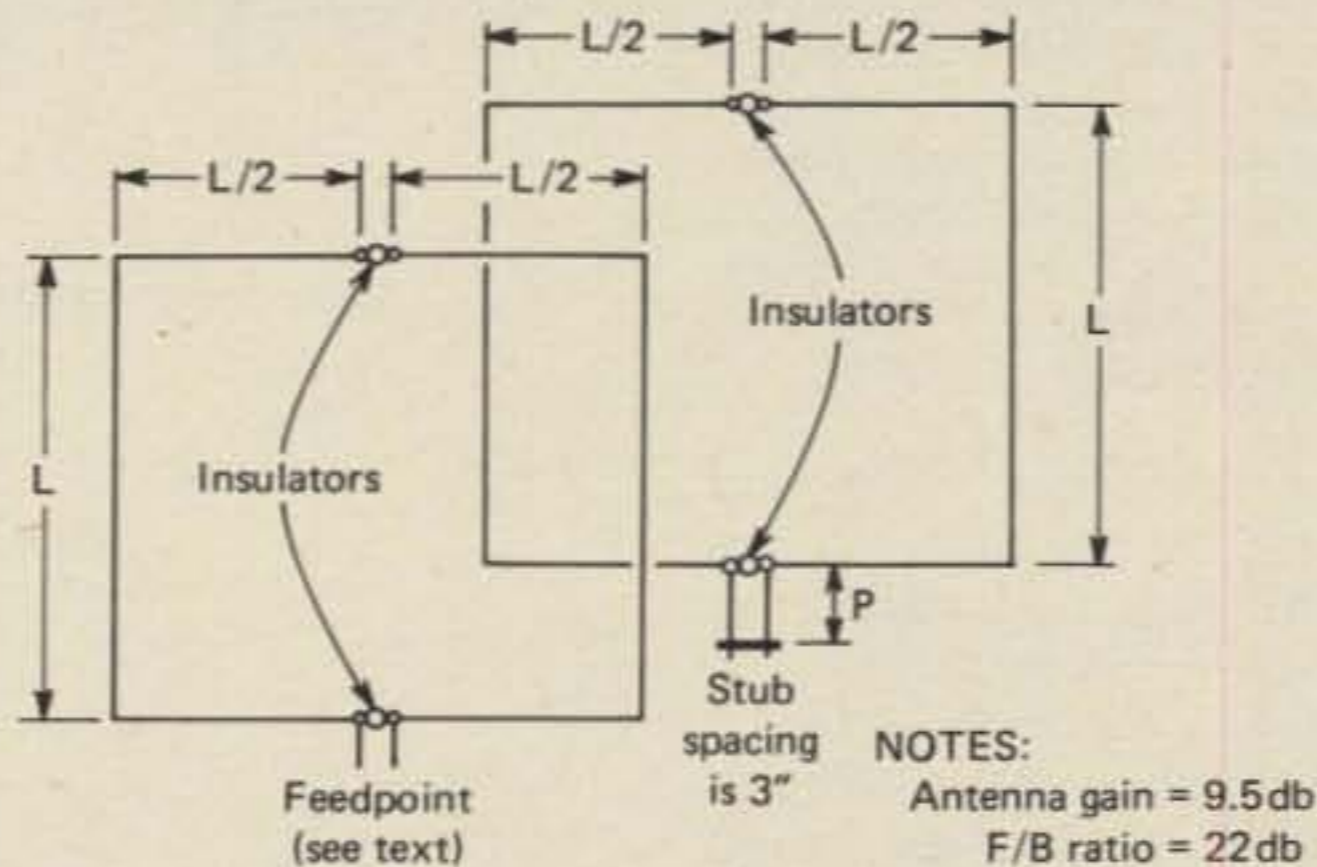 L/2
L/2
L/2
L/2
Insulators
L
Insulators
L
P
Stub
spacing
is 3"
Feedpoint
(see text)
NOTES:
Antenna gain = 9.5db
F/B ratio = 22db